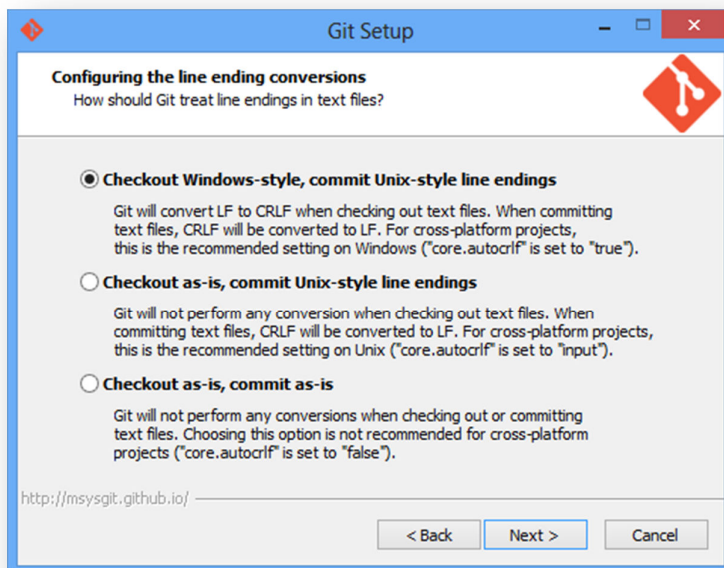 Git Setup
Configuring the line ending conversions
How should Git treat line endings in text files?
Checkout Windows-style, commit Unix-style line endings
Git will convert LF to CRLF when checking out text files. When committing
text files, CRLF will be converted to LF. For cross-platform projects,
this is the recommended setting on Windows ("core.autocrlf" is set to "true").
Checkout as-is, commit Unix-style line endings
Git will not perform any conversion when checking out text files. When
committing text files, CRLF will be converted to LF. For cross-platform projects,
this is the recommended setting on Unix ("core.autocrlf" is set to "input").
Checkout as-is, commit as-is
Git will not perform any conversions when checking out or committing
text files. Choosing this option is not recommended for cross-platform
projects ("core.autocrlf" is set to "false").
http://msysgit.github.io/
< Back Next > Cancel